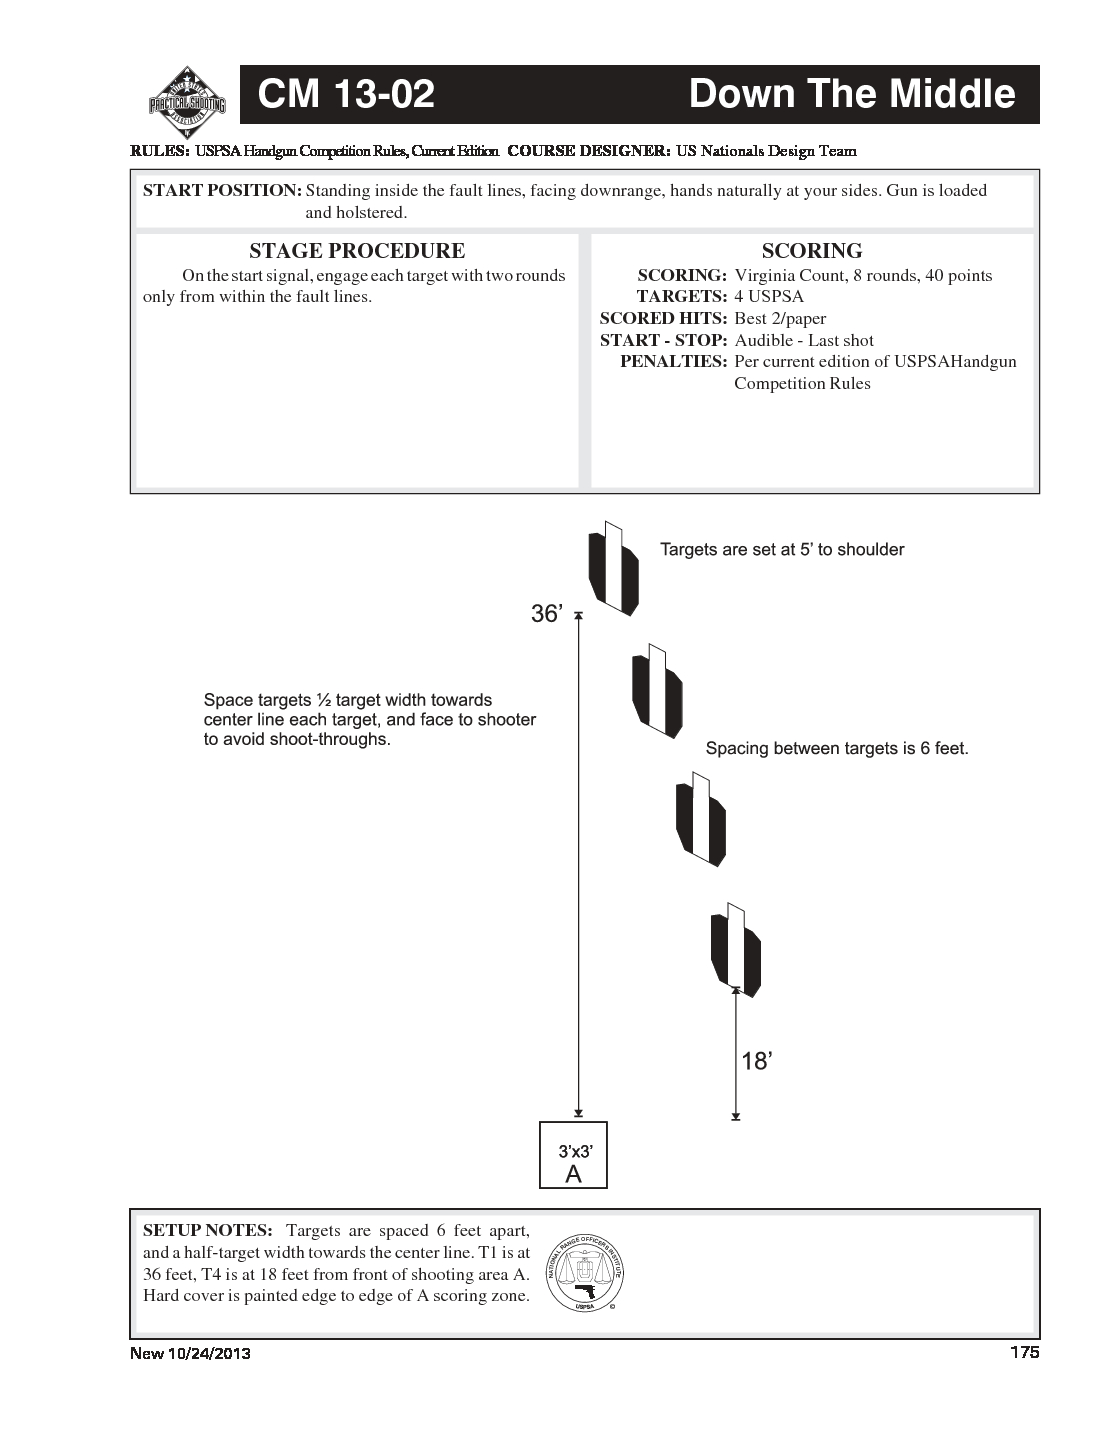 CM 13-02 Down The Middle
PRACTICAL SHOOTING
ASSOCIATION
RULES: USPSA Handgun Competition Rules, Current Edition COURSE DESIGNER: US Nationals Design Team
START POSITION: Standing inside the fault lines, facing downrange, hands naturally at your sides. Gun is loaded
and holstered.
STAGE PROCEDURE
On the start signal, engage each target with two rounds
only from within the fault lines.
SCORING
SCORING: Virginia Count, 8 rounds, 40 points
TARGETS: 4 USPSA
SCORED HITS: Best 2/paper
START - STOP: Audible - Last shot
PENALTIES: Per current edition of USPSAHandgun
Competition Rules
Targets are set at 5’ to shoulder
36’
Space targets ½ target width towards
center line each target, and face to shooter
to avoid shoot-throughs.
Spacing between targets is 6 feet.
18’
3’x3’
A
SETUP NOTES: Targets are spaced 6 feet apart,
and a half-target width towards the center line. T1 is at
36 feet, T4 is at 18 feet from front of shooting area A.
Hard cover is painted edge to edge of A scoring zone.
NATIONAL RANGE OFFICERS INSTITUTE
USPSA ©
New 10/24/2013
175